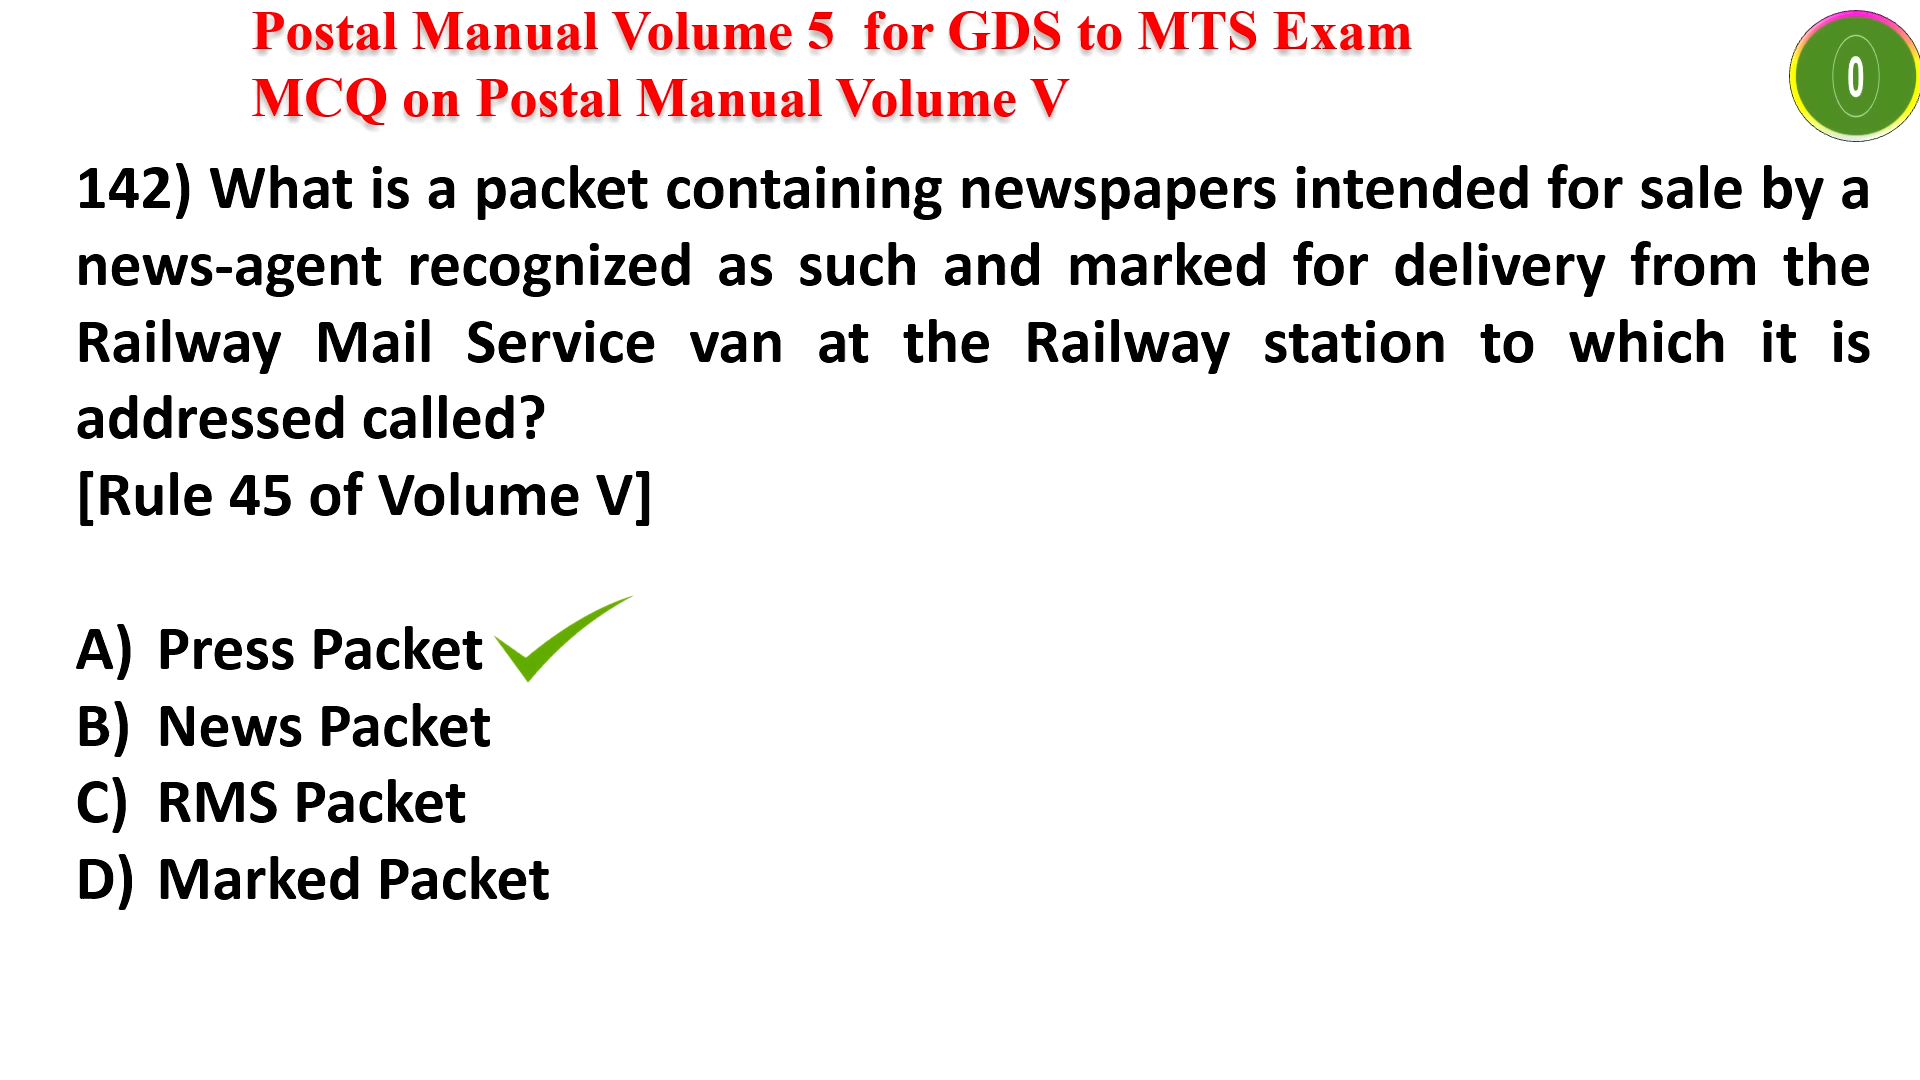 Postal Manual Volume 5 for GDS to MTS Exam
MCQ on Postal Manual Volume V
0
142) What is a packet containing newspapers intended for sale by a
news-agent recognized as such and marked for delivery from the
Railway Mail Service van at the Railway station to which it is
addressed called?
[Rule 45 of Volume V]
A) Press Packet
B) News Packet
C) RMS Packet
D) Marked Packet